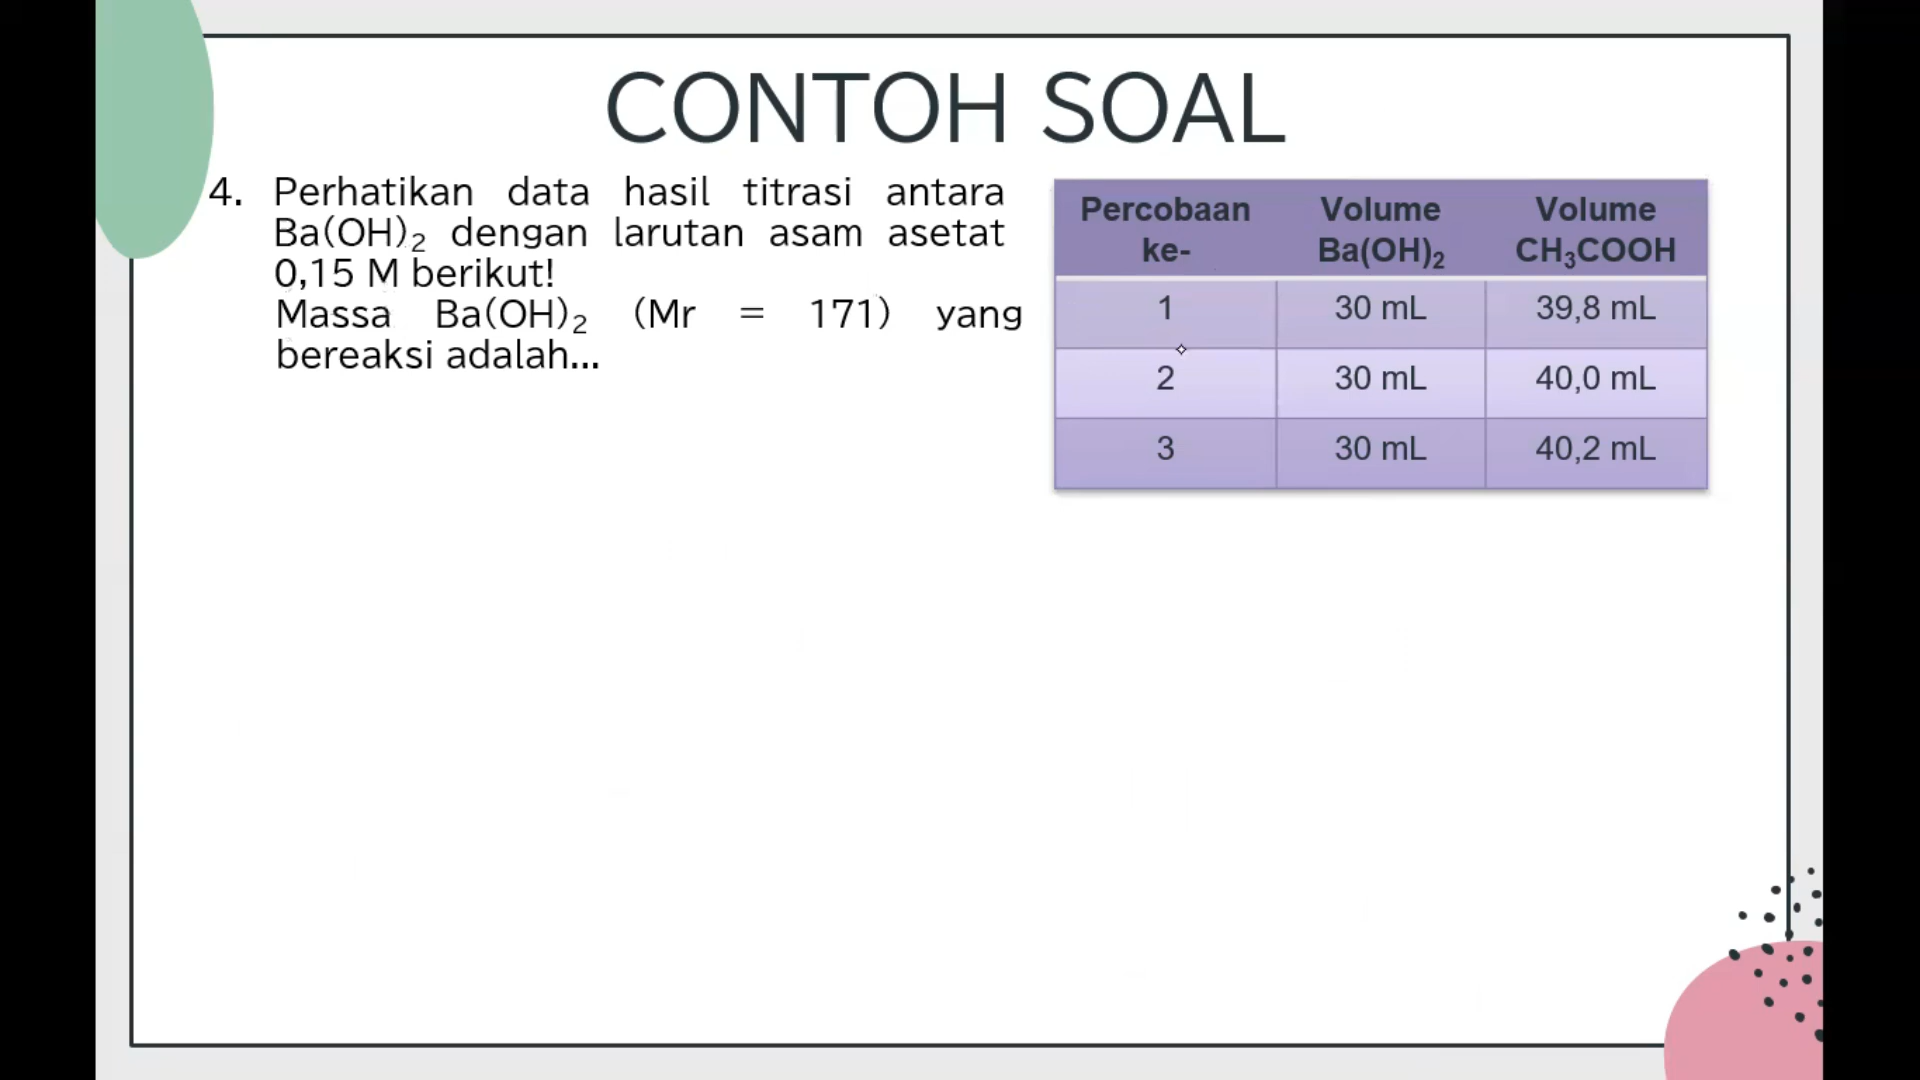 CONTOH SOAL
4. Perhatikan data hasil titrasi antara
Ba(OH)₂ dengan larutan asam asetat
0,15 M berikut!
Massa Ba(OH)₂ (Mr = 171) yang
bereaksi adalah...
Percobaan ke- Volume Ba(OH)₂ Volume CH₃COOH
1 30 mL 39,8 mL
2 30 mL 40,0 mL
3 30 mL 40,2 mL